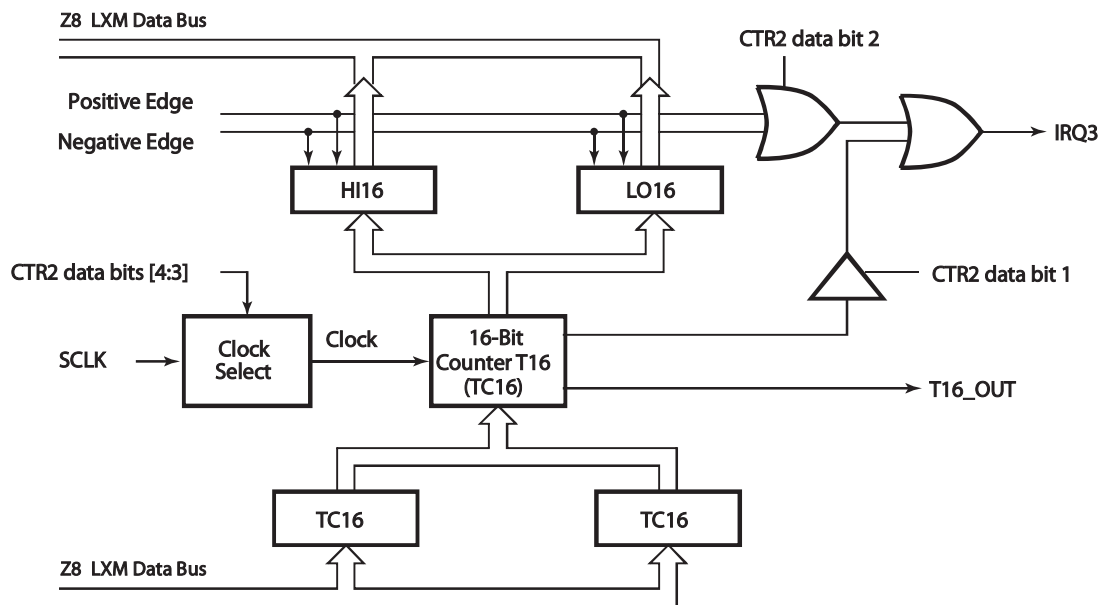 Z8 LXM Data Bus
CTR2 data bit 2
Positive Edge
Negative Edge
IRQ3
HI16
LO16
CTR2 data bits [4:3]
CTR2 data bit 1
SCLK
Clock
Select
Clock
16-Bit
Counter T16
(TC16)
T16_OUT
TC16
TC16
Z8 LXM Data Bus